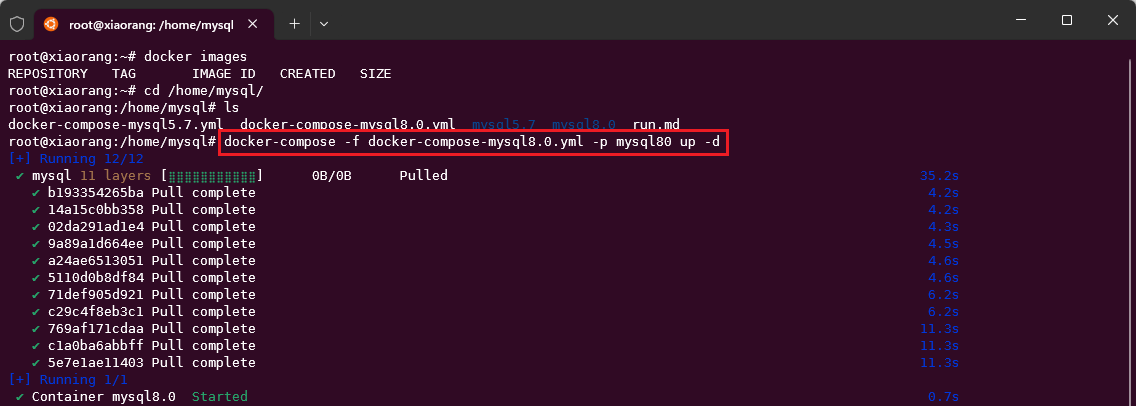 root@xiaorang: /home/mysql
root@xiaorang:~# docker images
REPOSITORY   TAG       IMAGE ID   CREATED   SIZE
root@xiaorang:~# cd /home/mysql/
root@xiaorang:/home/mysql# ls
docker-compose-mysql5.7.yml  docker-compose-mysql8.0.yml  mysql5.7  mysql8.0  run.md
root@xiaorang:/home/mysql# docker-compose -f docker-compose-mysql8.0.yml -p mysql80 up -d
[+] Running 12/12
✔ mysql 11 layers [⣿⣿⣿⣿⣿⣿⣿⣿⣿⣿⣿]      0B/0B      Pulled 35.2s
✔ b193354265ba Pull complete 4.2s
✔ 14a15c0bb358 Pull complete 4.2s
✔ 02da291ad1e4 Pull complete 4.3s
✔ 9a89a1d664ee Pull complete 4.5s
✔ a24ae6513051 Pull complete 4.6s
✔ 5110d0b8df84 Pull complete 4.6s
✔ 71def905d921 Pull complete 6.2s
✔ c29c4f8eb3c1 Pull complete 6.2s
✔ 769af171cdaa Pull complete 11.3s
✔ c1a0ba6abbff Pull complete 11.3s
✔ 5e7e1ae11403 Pull complete 11.3s
[+] Running 1/1
✔ Container mysql8.0  Started 0.7s